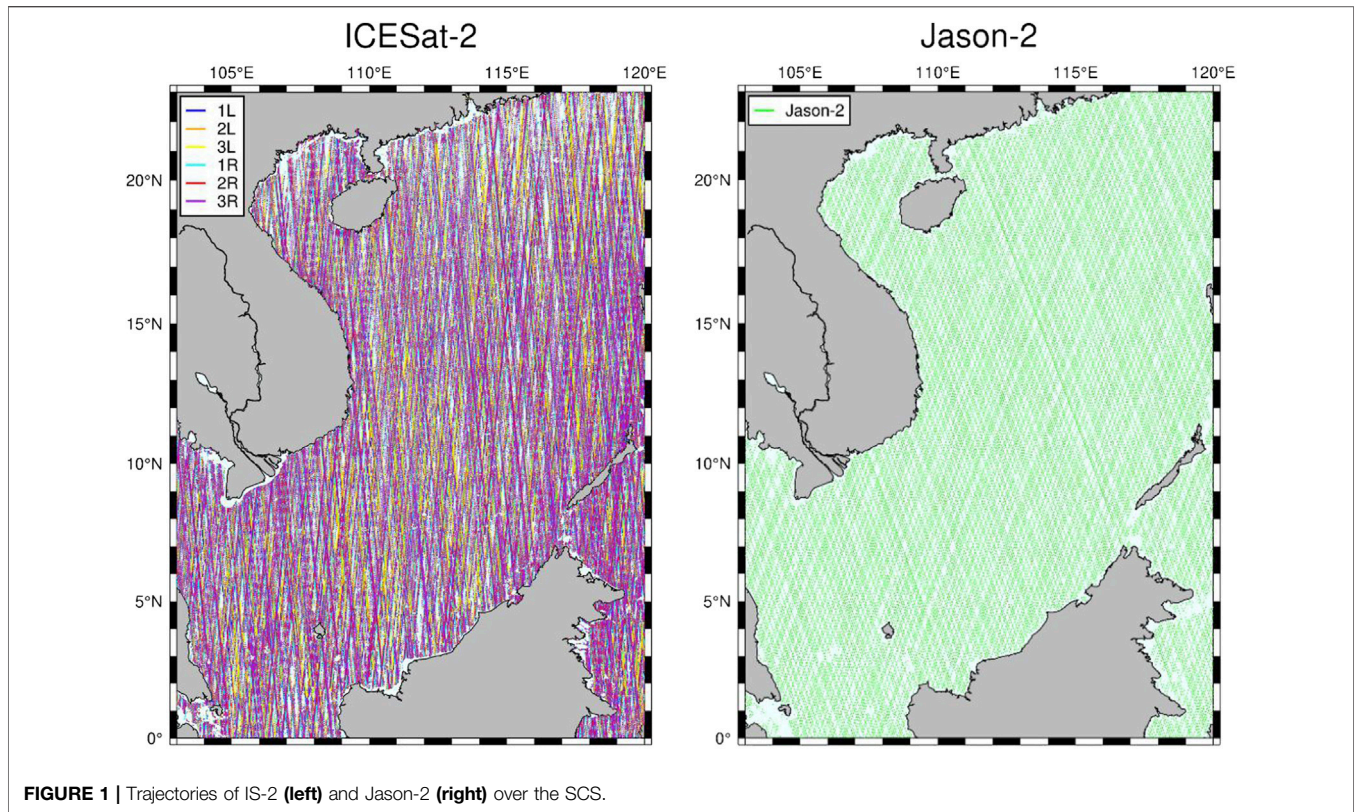 ICESat-2
105°E 110°E 115°E 120°E
1L
2L
3L
1R
2R
3R
20°N
15°N
10°N
5°N
0°
Jason-2
105°E 110°E 115°E 120°E
Jason-2
20°N
15°N
10°N
5°N
0°
FIGURE 1 | Trajectories of IS-2 (left) and Jason-2 (right) over the SCS.